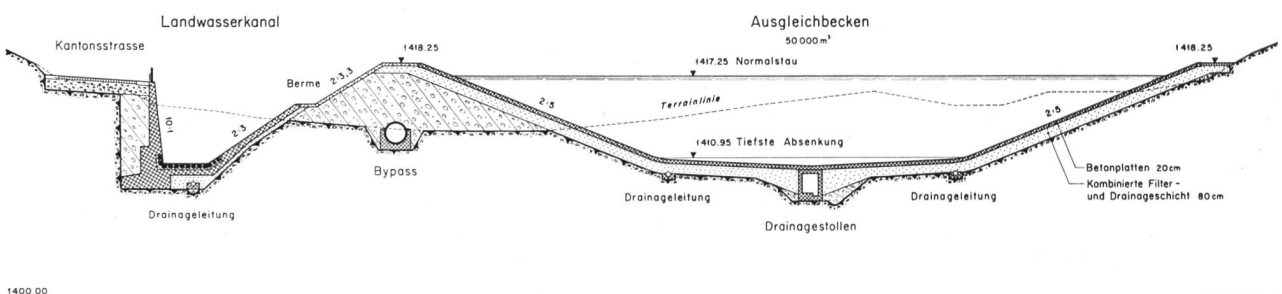 Landwasserkanal
Ausgleichbecken
50 000 m³
Kantonsstrasse
1418.25
1418.25
1417.25 Normalstau
Berme
2:3,3
Terrainlinie
2:5
2:5
10:1
2:3
1410.95 Tiefste Absenkung
Bypass
Betonplatten 20cm
Kombinierte Filter-
und Drainageschicht 80cm
Drainageleitung
Drainageleitung
Drainageleitung
Drainagestollen
1400.00